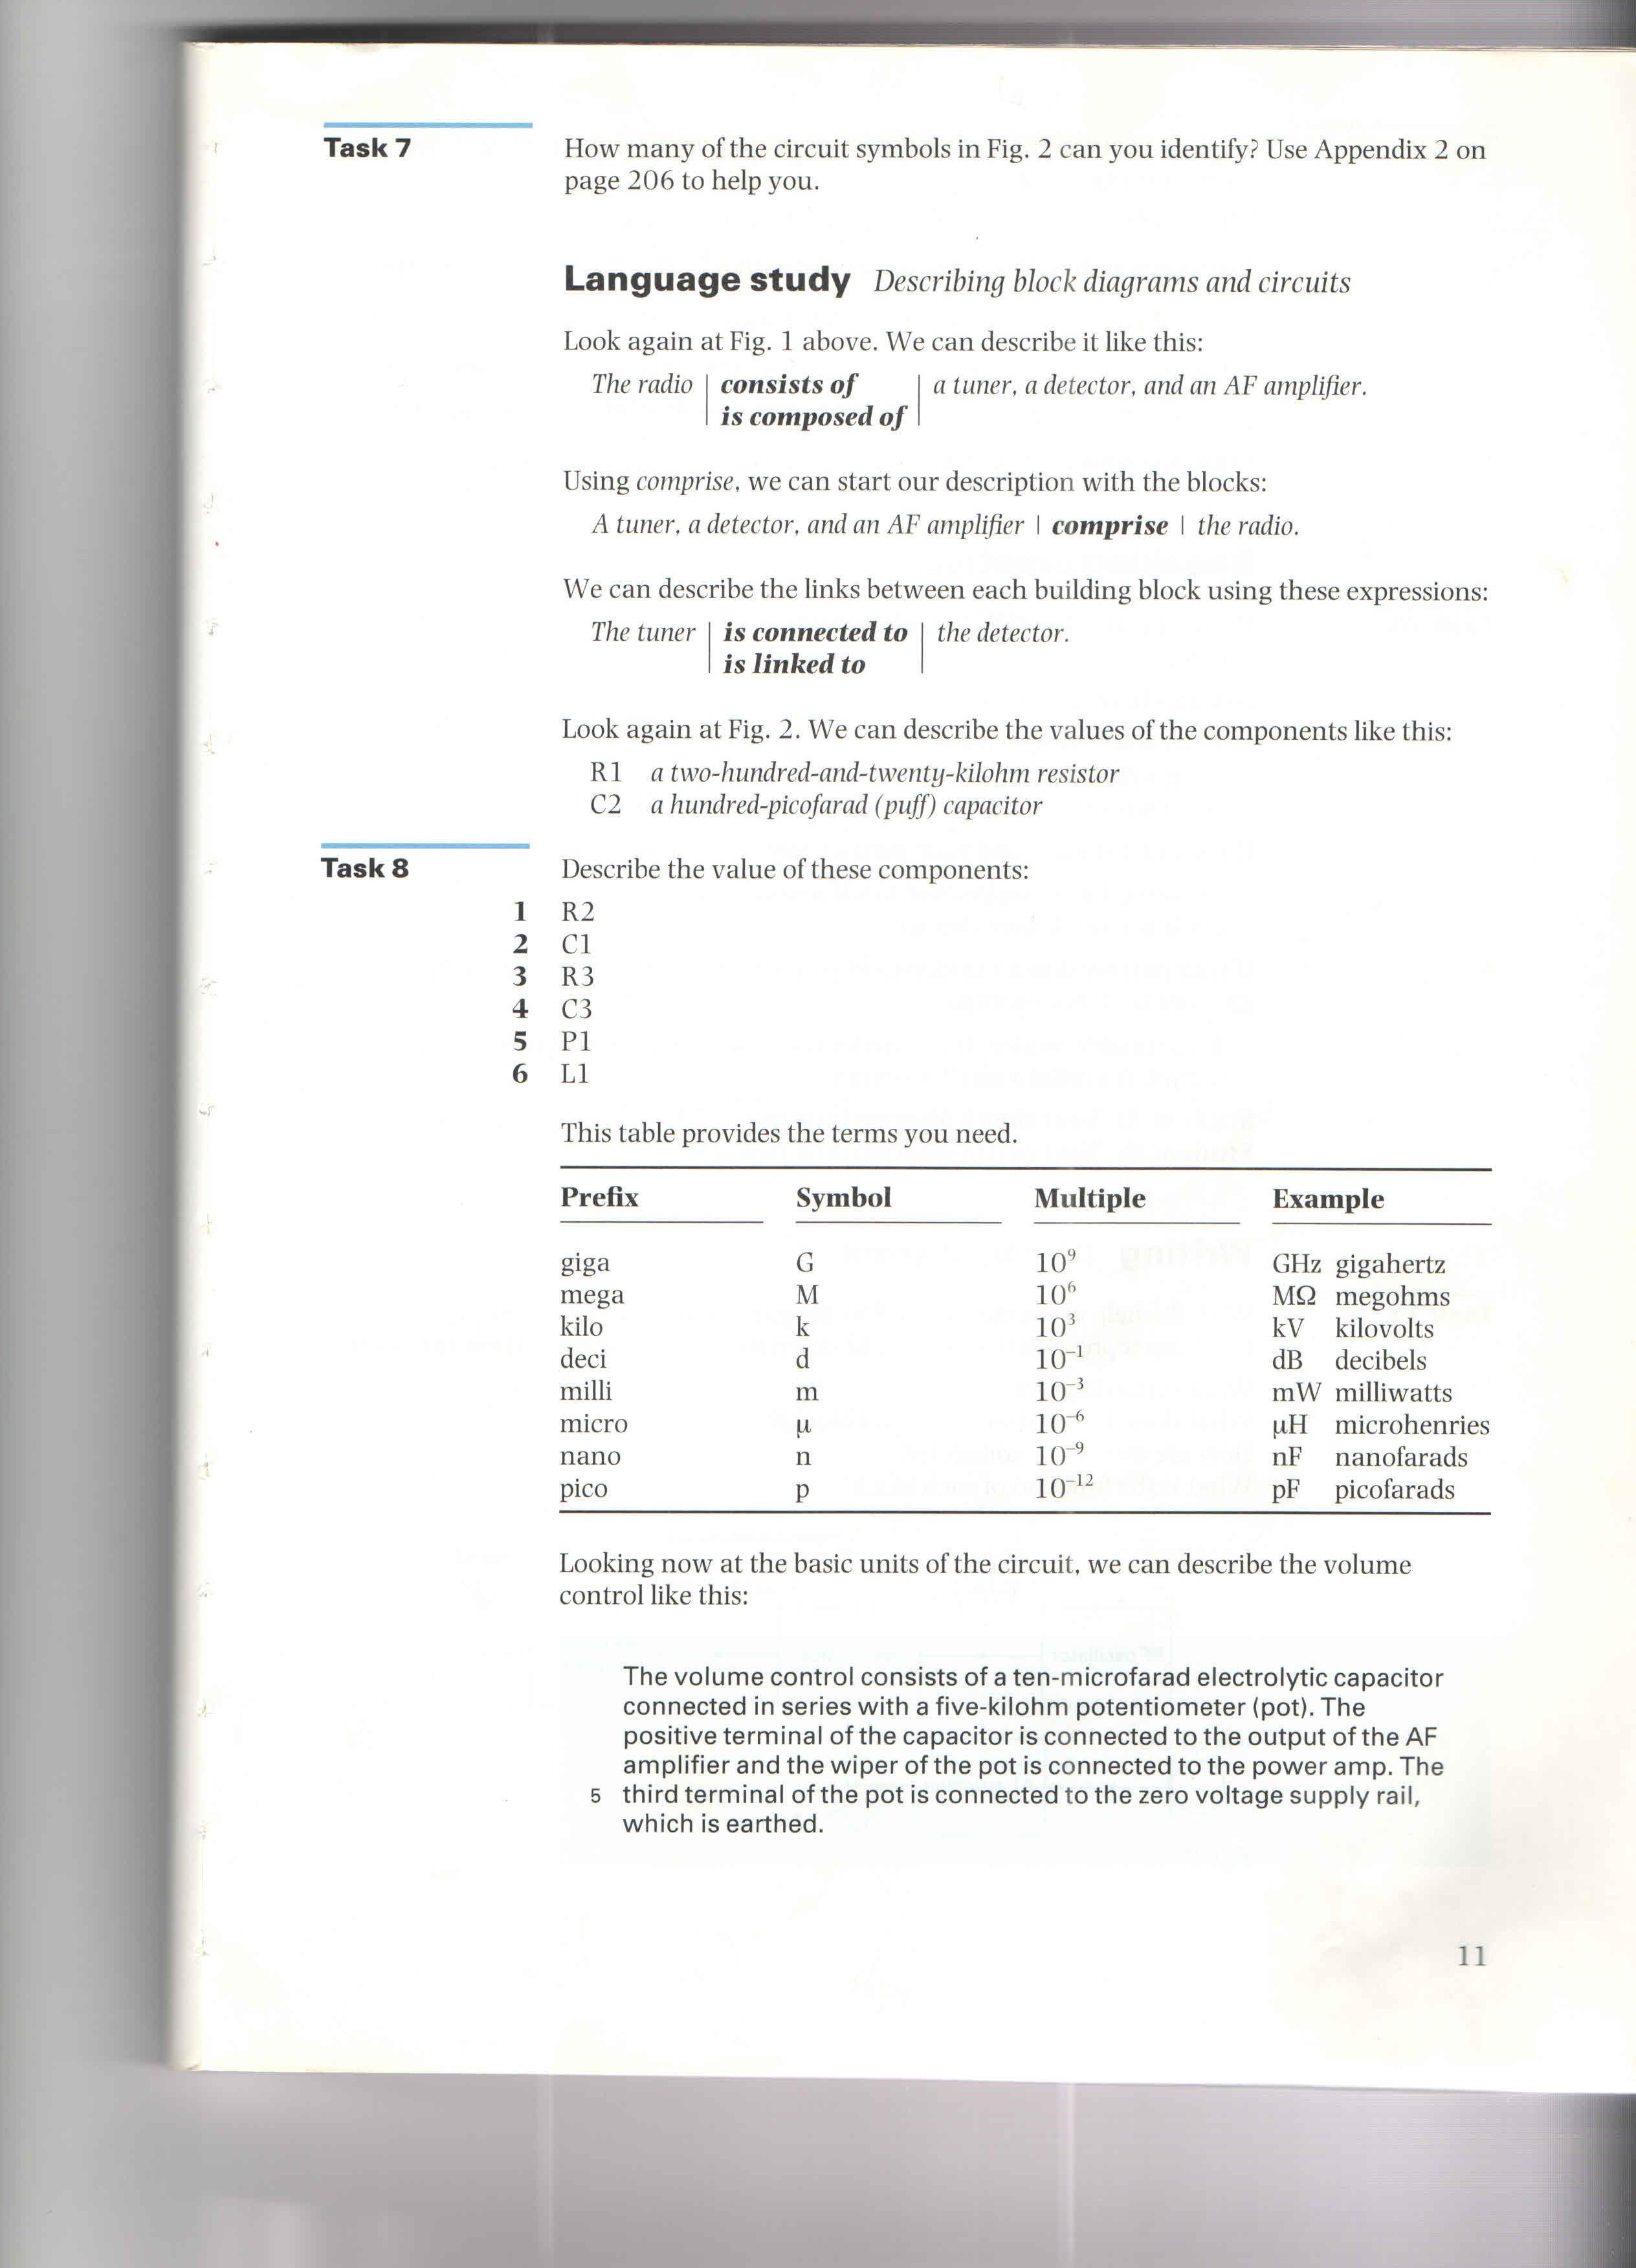 Task 7
How many of the circuit symbols in Fig. 2 can you identify? Use Appendix 2 on
page 206 to help you.
Language study Describing block diagrams and circuits
Look again at Fig. 1 above. We can describe it like this:
The radio | consists of | a tuner, a detector, and an AF amplifier.
is composed of
Using comprise, we can start our description with the blocks:
A tuner, a detector, and an AF amplifier | comprise | the radio.
We can describe the links between each building block using these expressions:
The tuner | is connected to | the detector.
is linked to
Look again at Fig. 2. We can describe the values of the components like this:
R1 a two-hundred-and-twenty-kilohm resistor
C2 a hundred-picofarad (puff) capacitor
Task 8
Describe the value of these components:
1 R2
2 C1
3 R3
4 C3
5 P1
6 L1
This table provides the terms you need.
Prefix Symbol Multiple Example
giga G 10⁹ GHz gigahertz
mega M 10⁶ MΩ megohms
kilo k 10³ kV kilovolts
deci d 10⁻¹ dB decibels
milli m 10⁻³ mW milliwatts
micro µ 10⁻⁶ µH microhenries
nano n 10⁻⁹ nF nanofarads
pico p 10⁻¹² pF picofarads
Looking now at the basic units of the circuit, we can describe the volume
control like this:
The volume control consists of a ten-microfarad electrolytic capacitor
connected in series with a five-kilohm potentiometer (pot). The
positive terminal of the capacitor is connected to the output of the AF
amplifier and the wiper of the pot is connected to the power amp. The
5 third terminal of the pot is connected to the zero voltage supply rail,
which is earthed.
11